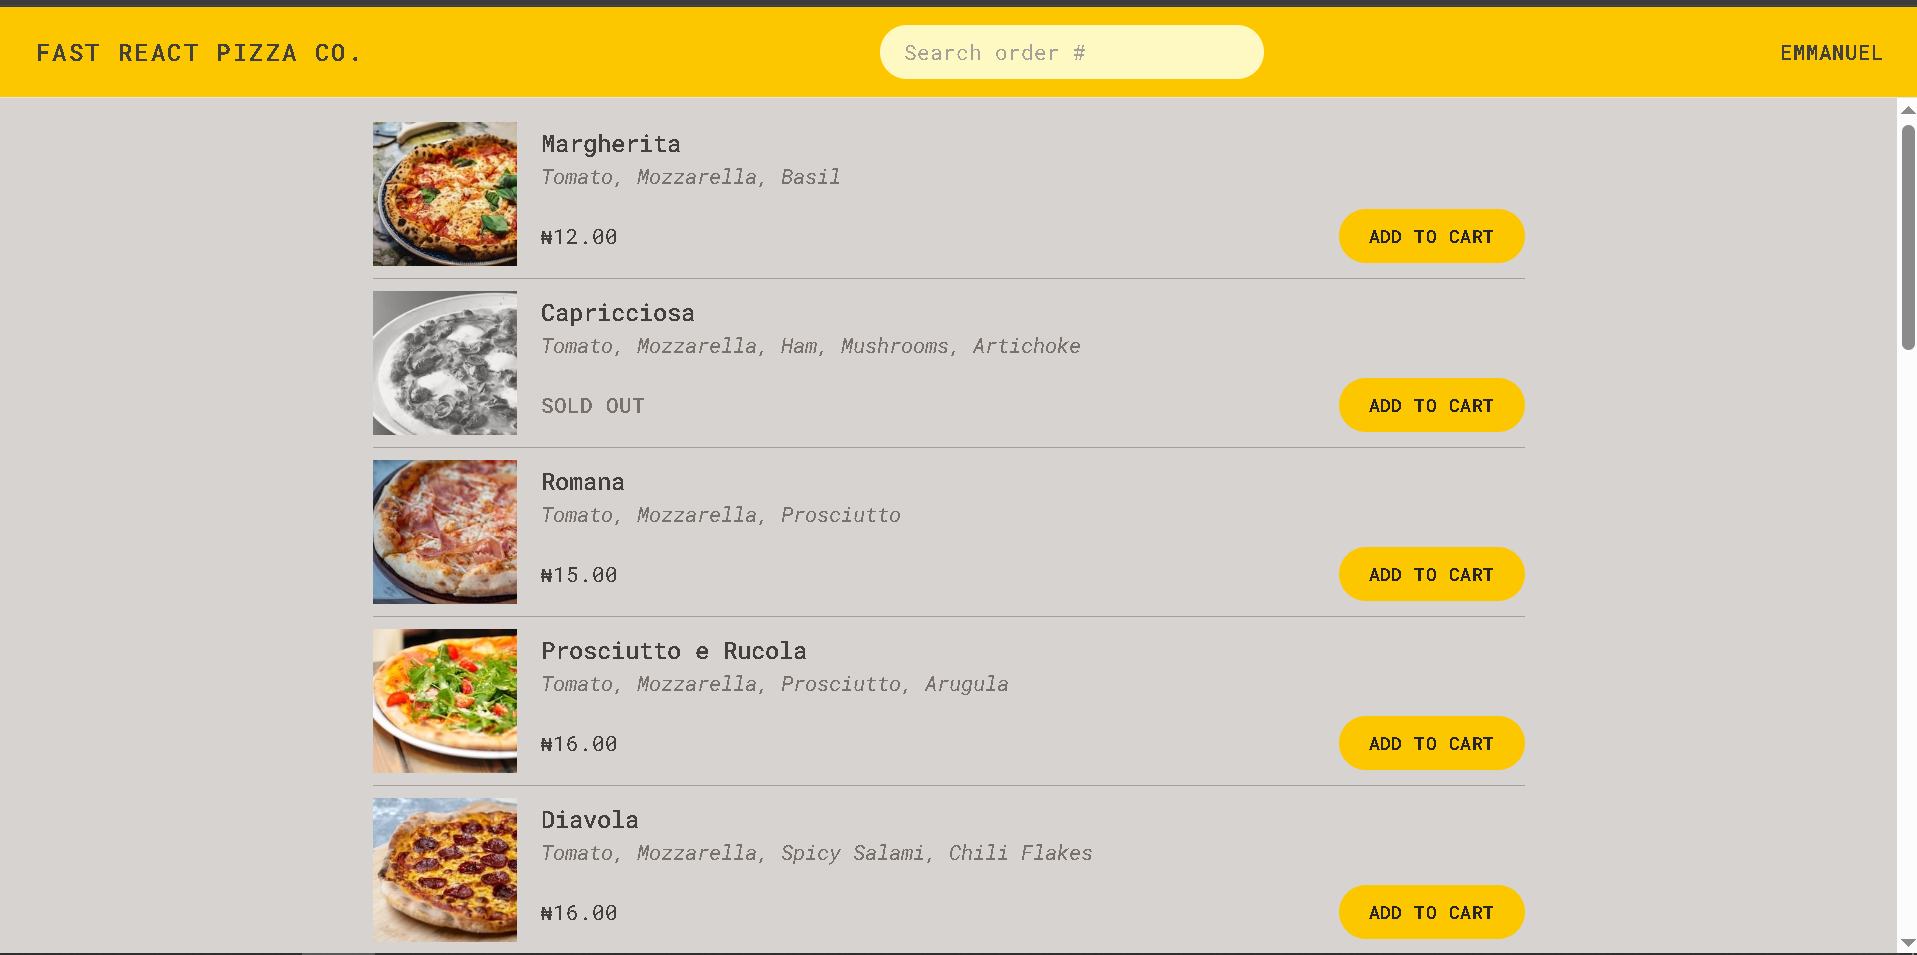 FAST REACT PIZZA CO.
Search order #
EMMANUEL
Margherita
Tomato, Mozzarella, Basil
₦12.00
ADD TO CART
Capricciosa
Tomato, Mozzarella, Ham, Mushrooms, Artichoke
SOLD OUT
ADD TO CART
Romana
Tomato, Mozzarella, Prosciutto
₦15.00
ADD TO CART
Prosciutto e Rucola
Tomato, Mozzarella, Prosciutto, Arugula
₦16.00
ADD TO CART
Diavola
Tomato, Mozzarella, Spicy Salami, Chili Flakes
₦16.00
ADD TO CART